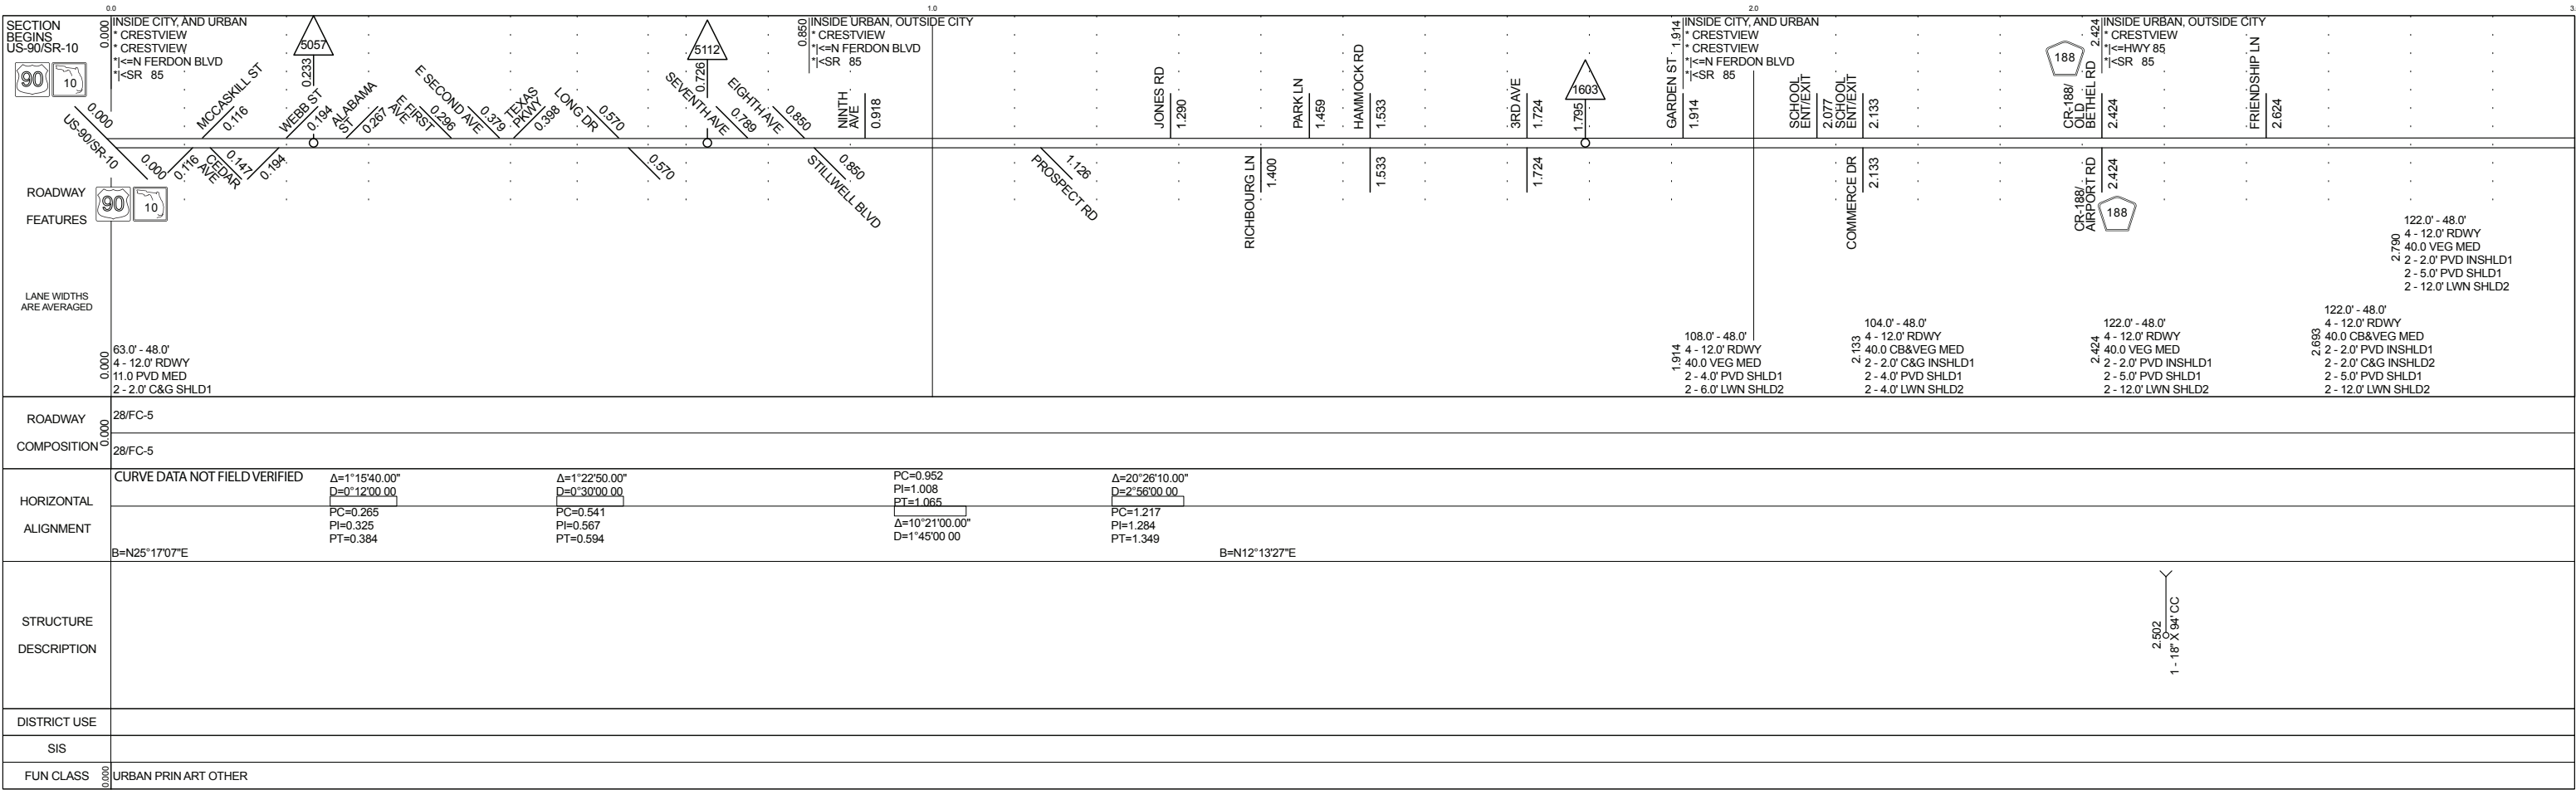 0.0
1.0
2.0
3.
SECTION
BEGINS
US-90/SR-10
90
10
0.000
INSIDE CITY, AND URBAN
* CRESTVIEW
* CRESTVIEW
*|<=N FERDON BLVD
*|<SR 85
5057
0.233
5112
0.726
0.850
INSIDE URBAN, OUTSIDE CITY
* CRESTVIEW
* CRESTVIEW
*|<=N FERDON BLVD
*|<SR 85
1603
1.795
1.914
INSIDE CITY, AND URBAN
* CRESTVIEW
* CRESTVIEW
*|<=N FERDON BLVD
*|<SR 85
188
2.424
INSIDE URBAN, OUTSIDE CITY
* CRESTVIEW
*|<=HWY 85
*|<SR 85
0.000
US-90/SR-10
MCCASKILL ST
0.116
WEBB ST
0.194
ALABAMA
ST
0.267
E FIRST
AVE
0.296
E SECOND AVE
0.379
TEXAS
PKWY
0.398
LONG DR
0.570
SEVENTH AVE
0.789
EIGHTH AVE
0.850
NINTH
AVE
0.918
JONES RD
1.290
PARK LN
1.459
HAMMOCK RD
1.533
3RD AVE
1.724
GARDEN ST
1.914
SCHOOL
ENT/EXIT
2.077
SCHOOL
ENT/EXIT
2.133
CR-188/
OLD
BETHEL RD
2.424
FRIENDSHIP LN
2.624
0.000
0.116
CEDAR
AVE
0.147
0.194
0.570
STILLWELL BLVD
0.850
PROSPECT RD
1.126
RICHBOURG LN
1.400
1.533
1.724
COMMERCE DR
2.133
CR-188/
AIRPORT RD
2.424
188
ROADWAY
FEATURES
90
10
LANE WIDTHS
ARE AVERAGED
0.000
63.0' - 48.0'
4 - 12.0' RDWY
11.0 PVD MED
2 - 2.0' C&G SHLD1
1.914
108.0' - 48.0'
4 - 12.0' RDWY
40.0 VEG MED
2 - 4.0' PVD SHLD1
2 - 6.0' LWN SHLD2
2.133
104.0' - 48.0'
4 - 12.0' RDWY
40.0 CB&VEG MED
2 - 2.0' C&G INSHLD1
2 - 4.0' PVD SHLD1
2 - 4.0' LWN SHLD2
2.424
122.0' - 48.0'
4 - 12.0' RDWY
40.0 VEG MED
2 - 2.0' PVD INSHLD1
2 - 5.0' PVD SHLD1
2 - 12.0' LWN SHLD2
2.693
122.0' - 48.0'
4 - 12.0' RDWY
40.0 CB&VEG MED
2 - 2.0' PVD INSHLD1
2 - 2.0' C&G INSHLD2
2 - 5.0' PVD SHLD1
2 - 12.0' LWN SHLD2
2.790
122.0' - 48.0'
4 - 12.0' RDWY
40.0 VEG MED
2 - 2.0' PVD INSHLD1
2 - 5.0' PVD SHLD1
2 - 12.0' LWN SHLD2
ROADWAY
COMPOSITION
0.000
28/FC-5
28/FC-5
HORIZONTAL
ALIGNMENT
CURVE DATA NOT FIELD VERIFIED
Δ=1°15'40.00"
D=0°12'00 00
PC=0.265
PI=0.325
PT=0.384
Δ=1°22'50.00"
D=0°30'00 00
PC=0.541
PI=0.567
PT=0.594
PC=0.952
PI=1.008
PT=1.065
Δ=10°21'00.00"
D=1°45'00 00
Δ=20°26'10.00"
D=2°56'00 00
PC=1.217
PI=1.284
PT=1.349
B=N25°17'07"E
B=N12°13'27"E
STRUCTURE
DESCRIPTION
2.502
1 - 18" X 94' CC
DISTRICT USE
SIS
FUN CLASS
0.000
URBAN PRIN ART OTHER